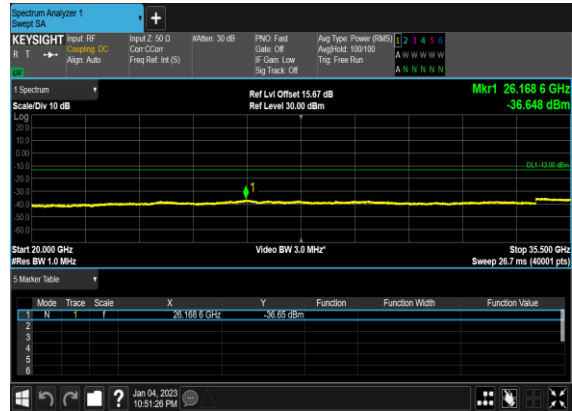 Spectrum Analyzer 1
Swept SA
+
KEYSIGHT Input: RF Input Z: 50 Ω #Atten: 30 dB PNO: Fast Avg Type: Power (RMS) 1 2 3 4 5 6
R T Coupling: DC Corr CCorr Gate: Off Avg|Hold: 100/100 A W W W W W
Align: Auto Freq Ref: Int (S) IF Gain: Low Trig: Free Run
Sig Track: Off A N N N N N
1 Spectrum Ref Lvl Offset 15.67 dB Mkr1 26.168 6 GHz
Scale/Div 10 dB Ref Level 30.00 dBm -36.648 dBm
Log
20.0
10.0
0.00
-10.0
DL1 -13.00 dBm
-20.0
1
-30.0
-40.0
-50.0
-60.0
Start 20.000 GHz Video BW 3.0 MHz* Stop 35.500 GHz
#Res BW 1.0 MHz Sweep 26.7 ms (40001 pts)
5 Marker Table
Mode Trace Scale X Y Function Function Width Function Value
1 N 1 f 26.168 6 GHz -36.65 dBm
2
3
4
5
6
? Jan 04, 2023
10:51:26 PM